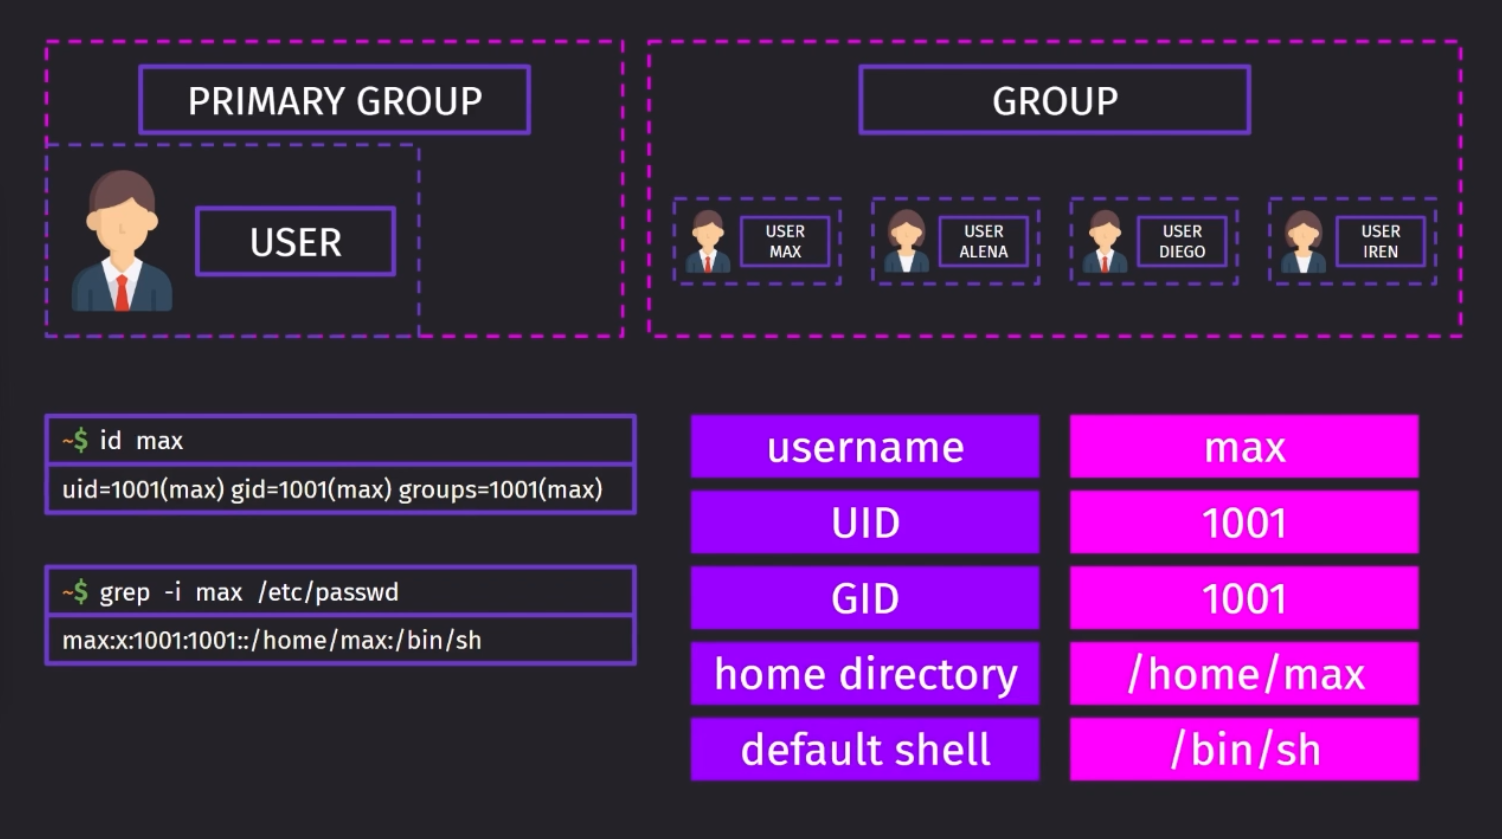 PRIMARY GROUP
USER
GROUP
USER
MAX
USER
ALENA
USER
DIEGO
USER
IREN
~$ id max
uid=1001(max) gid=1001(max) groups=1001(max)
~$ grep -i max /etc/passwd
max:x:1001:1001::/home/max:/bin/sh
username max
UID 1001
GID 1001
home directory /home/max
default shell /bin/sh